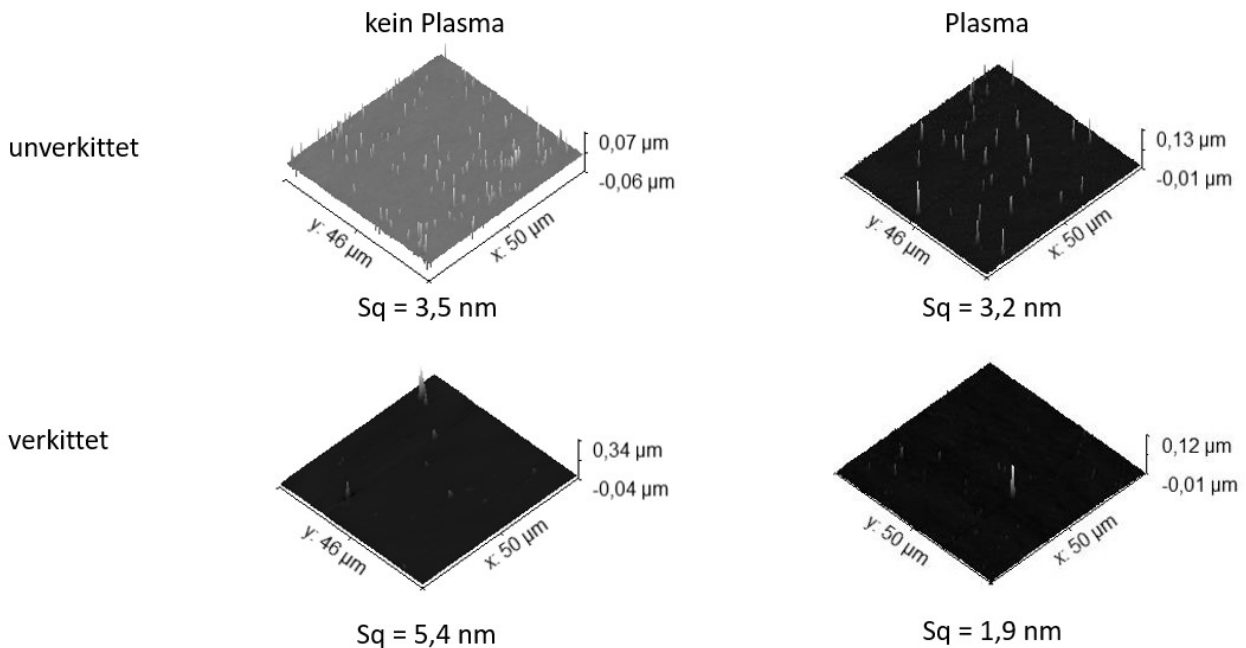 kein Plasma
Plasma
unverkittet
0,07 µm
-0,06 µm
y: 46 µm
x: 50 µm
Sq = 3,5 nm
0,13 µm
-0,01 µm
y: 46 µm
x: 50 µm
Sq = 3,2 nm
verkittet
0,34 µm
-0,04 µm
y: 46 µm
x: 50 µm
Sq = 5,4 nm
0,12 µm
-0,01 µm
y: 50 µm
x: 50 µm
Sq = 1,9 nm